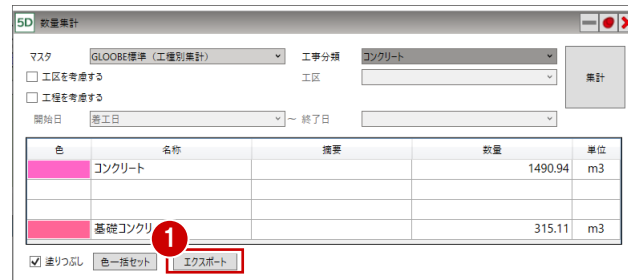 5D 数量集計
マスタ GLOOBE標準（工種別集計） 工事分類 コンクリート
工区を考慮する 工区 集計
工程を考慮する
開始日 着工日 ～ 終了日
色 名称 摘要 数量 単位
コンクリート 1490.94 m3
基礎コンクリ 315.11 m3
1
塗りつぶし 色一括セット エクスポート